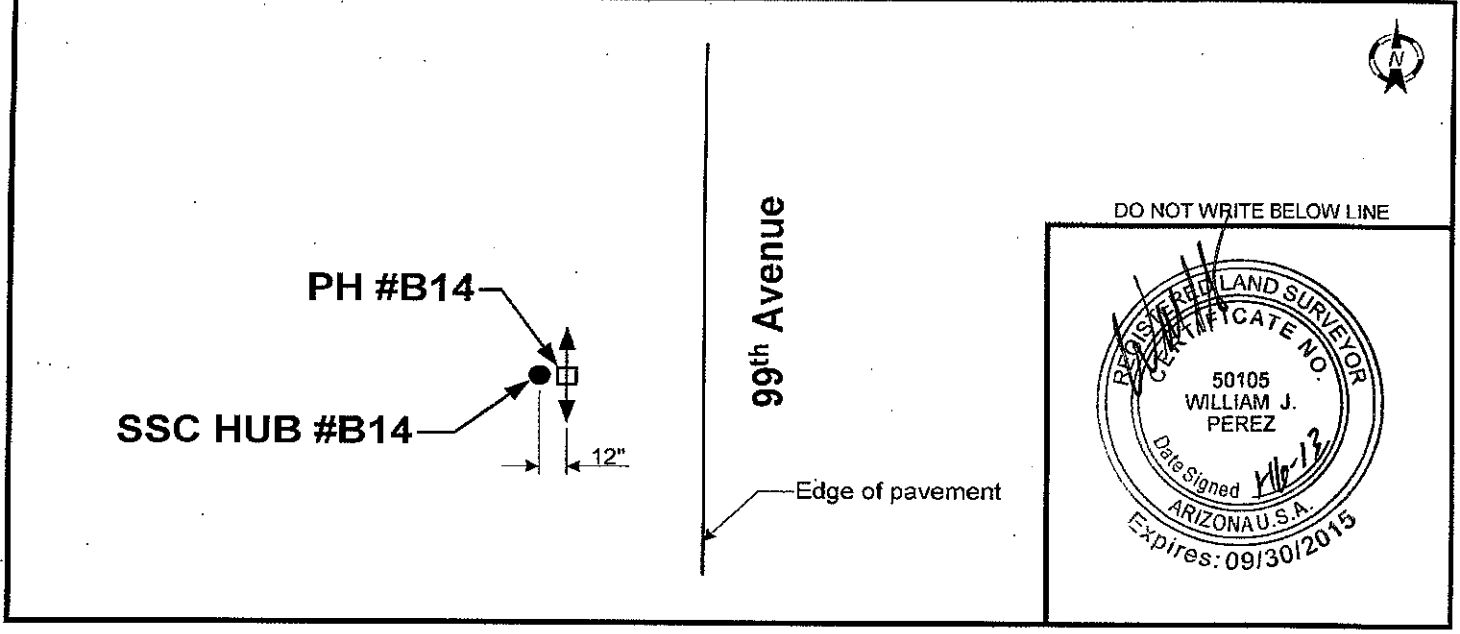 N
DO NOT WRITE BELOW LINE
PH #B14
SSC HUB #B14
12"
99th Avenue
Edge of pavement
REGISTERED LAND SURVEYOR
CERTIFICATE NO.
50105
WILLIAM J.
PEREZ
Date Signed
ARIZONA U.S.A.
Expires: 09/30/2015